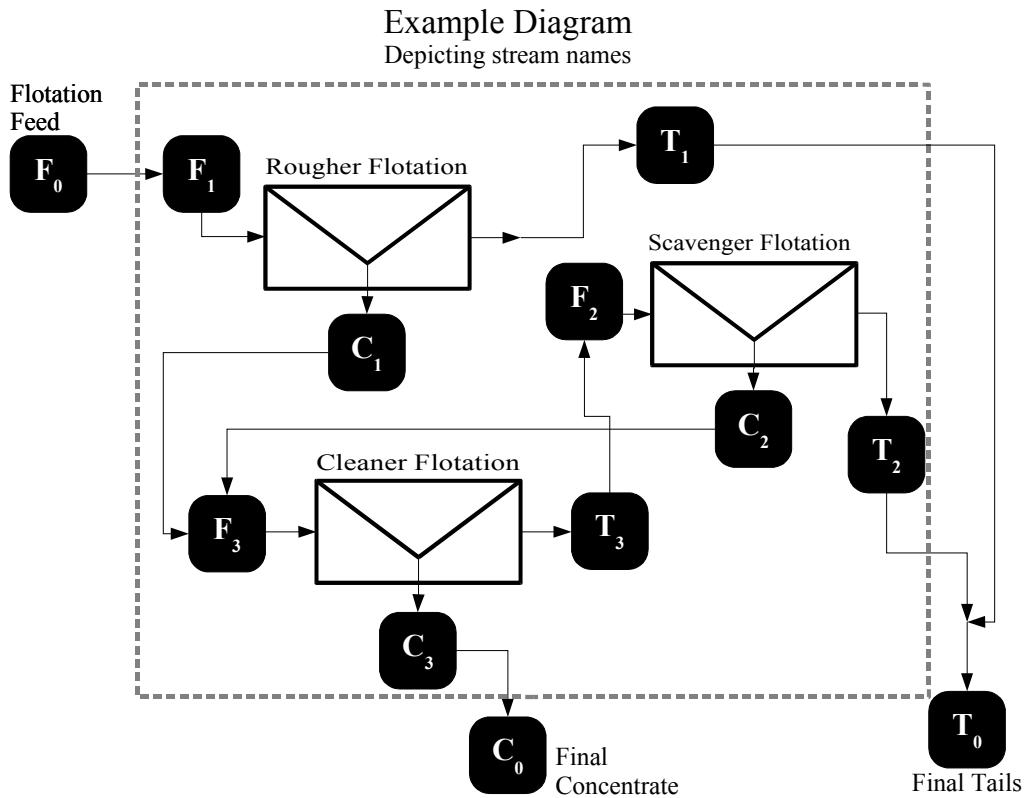 Example Diagram
Depicting stream names
Flotation
Feed
F0
F1
T1
Rougher Flotation
Scavenger Flotation
F2
C1
C2
T2
Cleaner Flotation
F3
T3
C3
C0
Final
Concentrate
T0
Final Tails